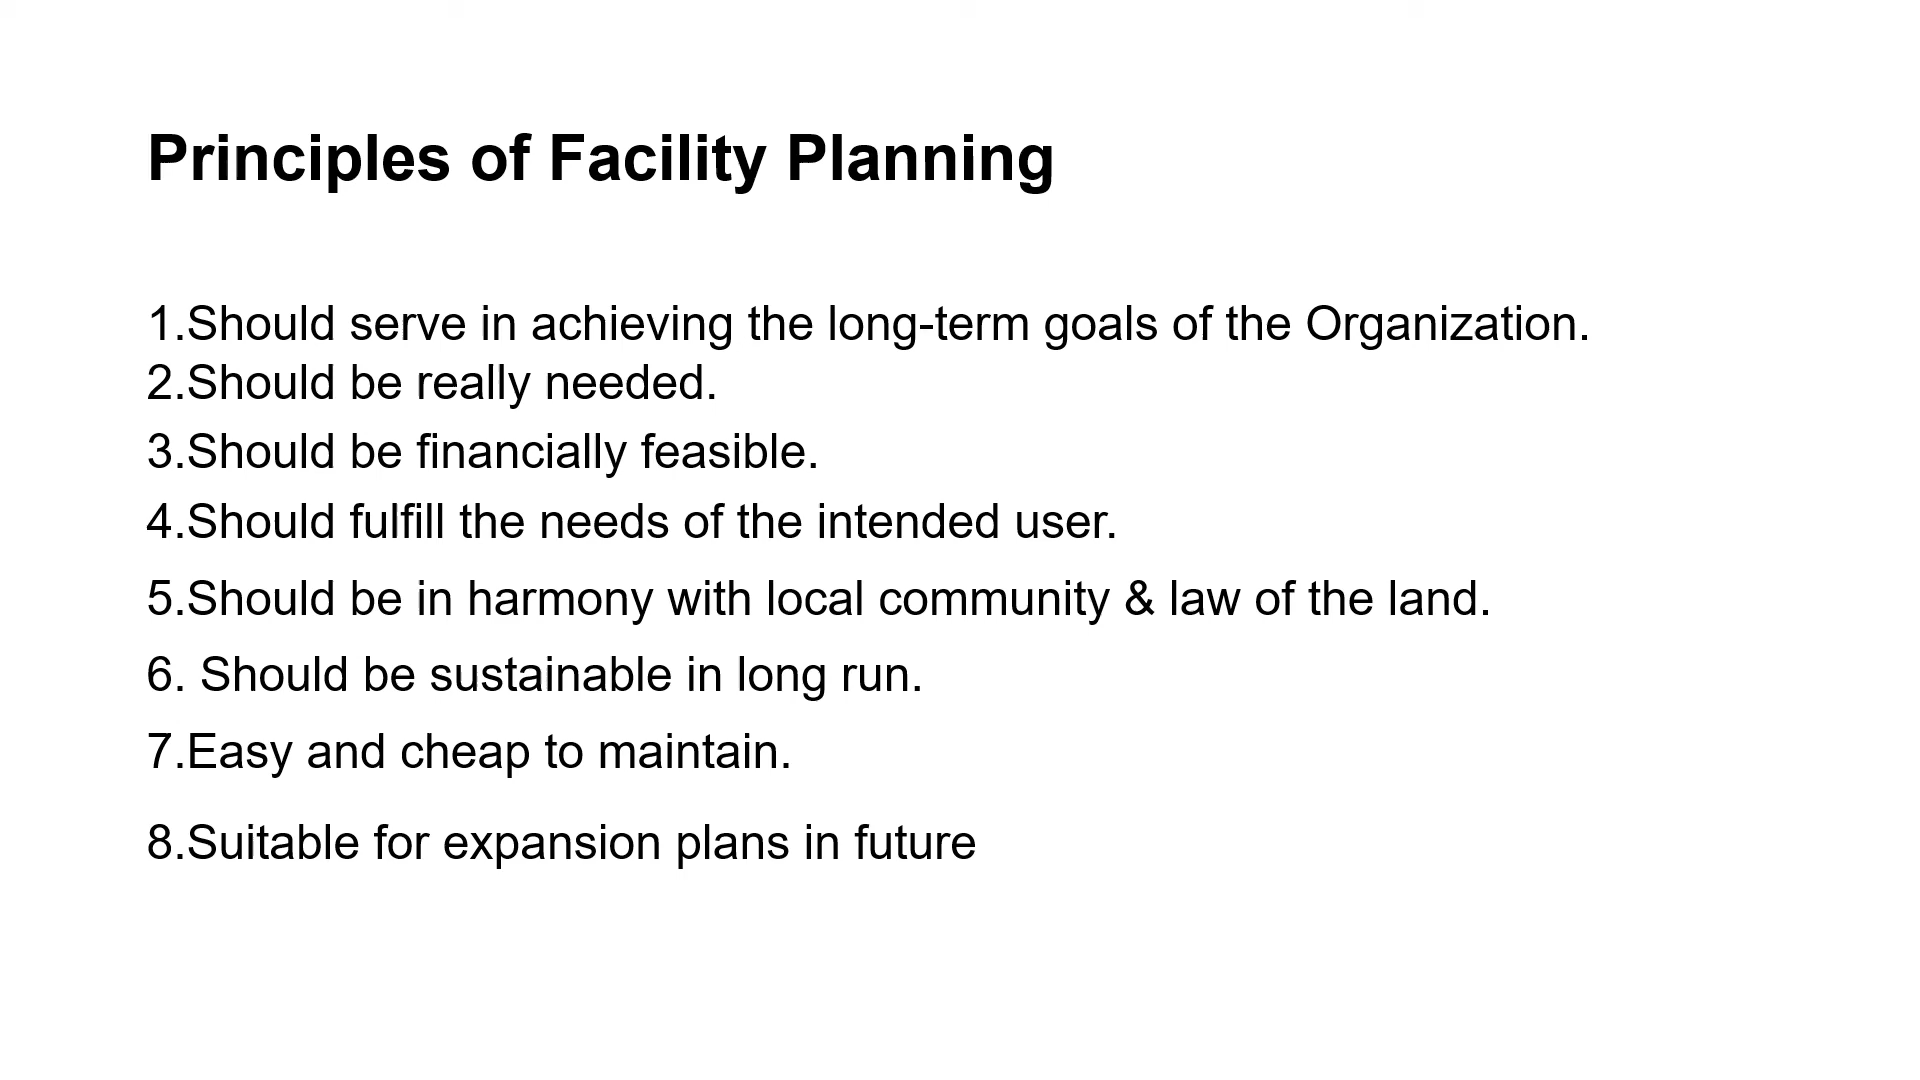 Principles of Facility Planning
1.Should serve in achieving the long-term goals of the Organization.
2.Should be really needed.
3.Should be financially feasible.
4.Should fulfill the needs of the intended user.
5.Should be in harmony with local community & law of the land.
6. Should be sustainable in long run.
7.Easy and cheap to maintain.
8.Suitable for expansion plans in future